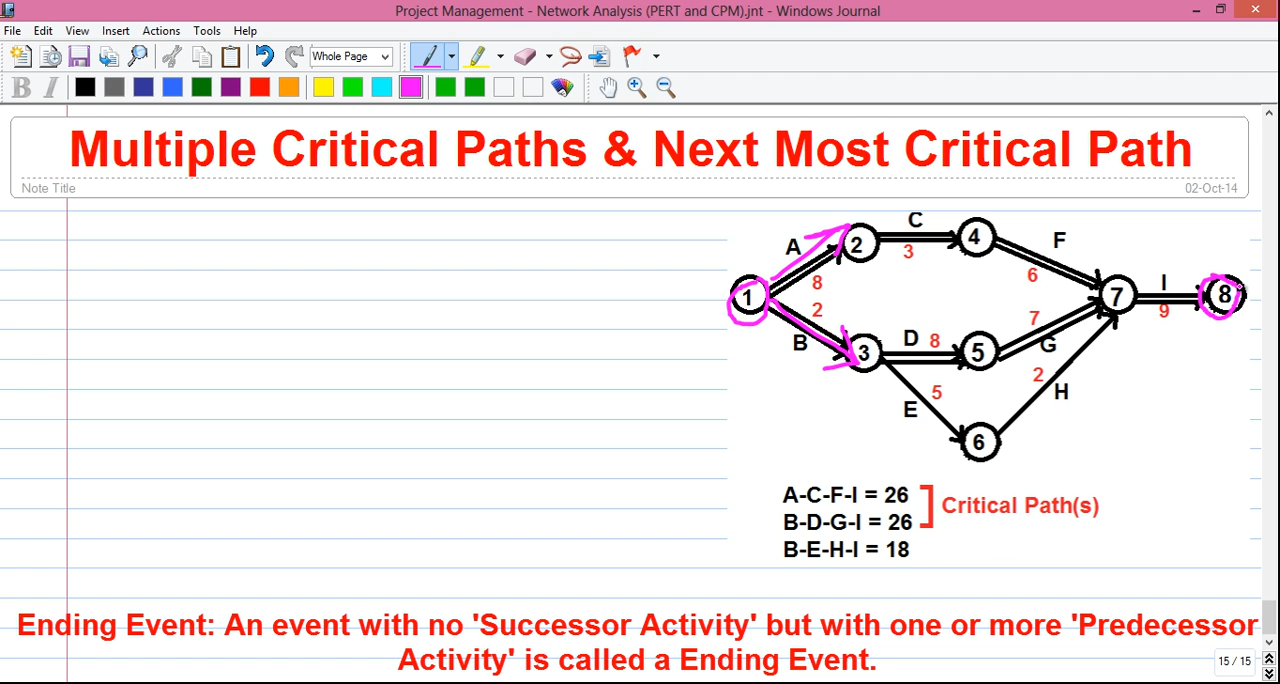 Project Management - Network Analysis (PERT and CPM).jnt - Windows Journal
File Edit View Insert Actions Tools Help
Whole Page
B I
Multiple Critical Paths & Next Most Critical Path
Note Title
02-Oct-14
C
2 4 F
A 3
8 6
1 2 7 I 8
7 9
B 3 D 8 5 G
2
E 5 H
6
A-C-F-I = 26
B-D-G-I = 26
Critical Path(s)
B-E-H-I = 18
Ending Event: An event with no 'Successor Activity' but with one or more 'Predecessor
Activity' is called a Ending Event.
15 / 15